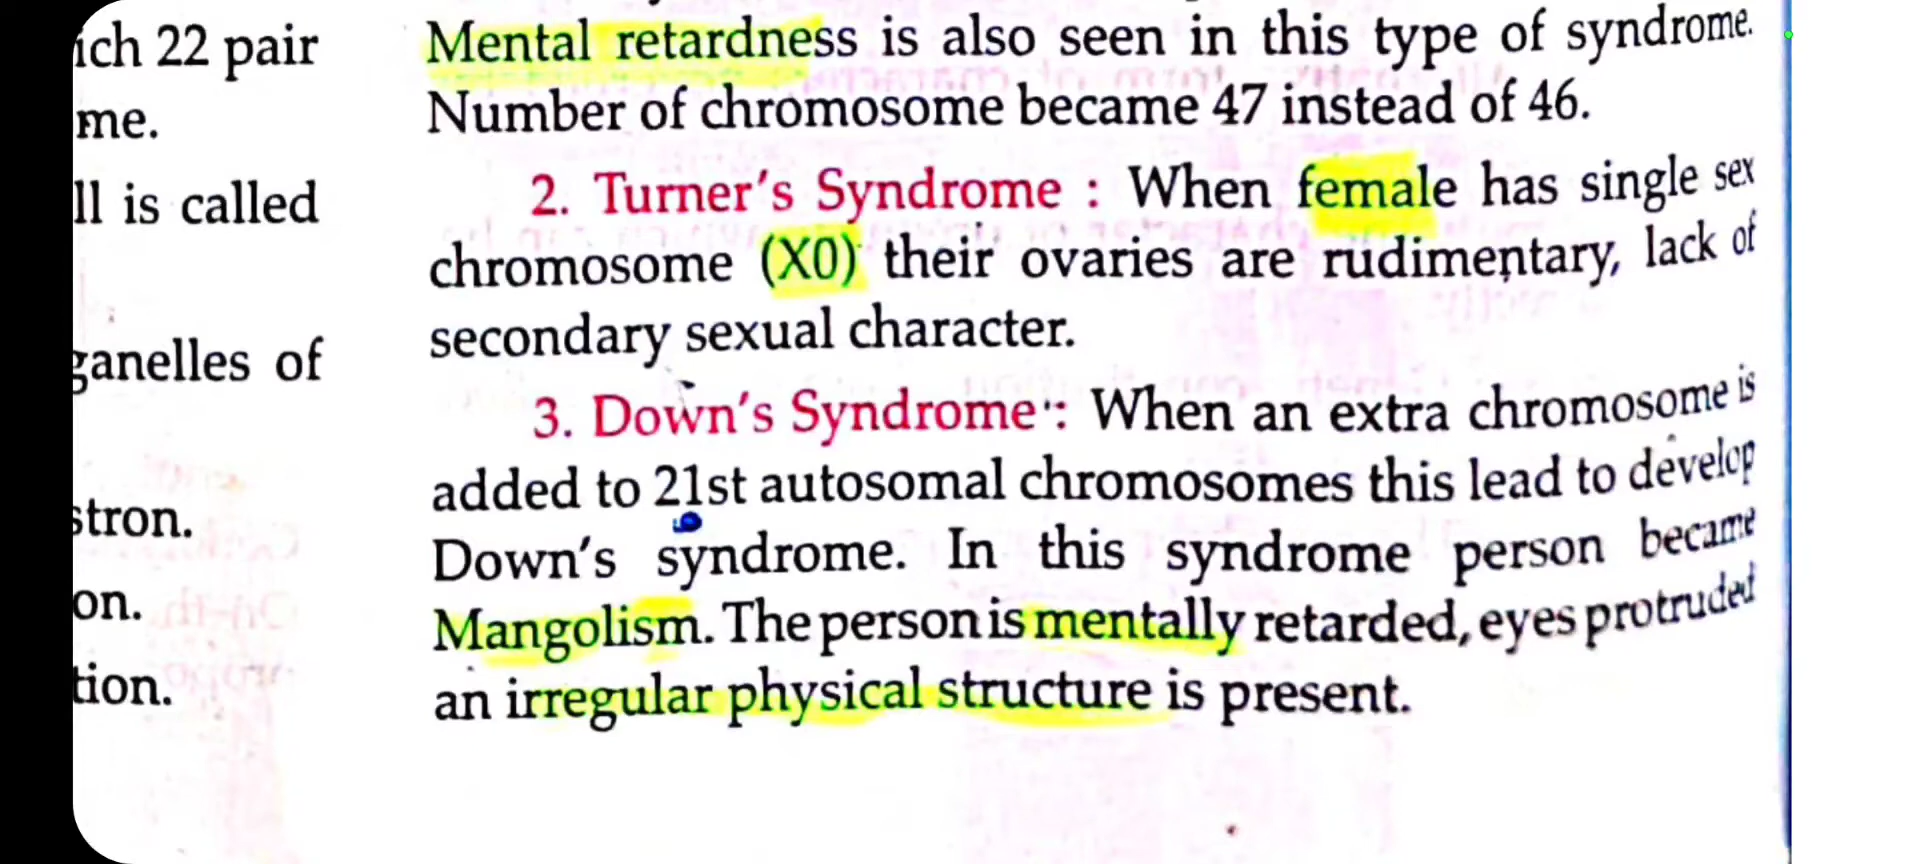 ich 22 pair
me.
ll is called
ganelles of
stron.
on.
tion.
Mental retardness is also seen in this type of syndrome.
Number of chromosome became 47 instead of 46.
2. Turner's Syndrome : When female has single sex
chromosome (X0) their ovaries are rudimentary, lack of
secondary sexual character.
3. Down's Syndrome : When an extra chromosome is
added to 21st autosomal chromosomes this lead to develop
Down's syndrome. In this syndrome person became
Mangolism. The person is mentally retarded, eyes protruded
an irregular physical structure is present.